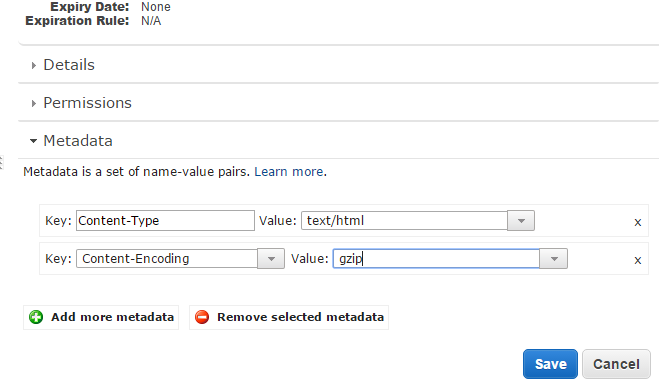 Expiry Date: None
Expiration Rule: N/A
Details
Permissions
Metadata
Metadata is a set of name-value pairs. Learn more.
Key: Content-Type Value: text/html x
Key: Content-Encoding Value: gzip x
Add more metadata Remove selected metadata
Save Cancel